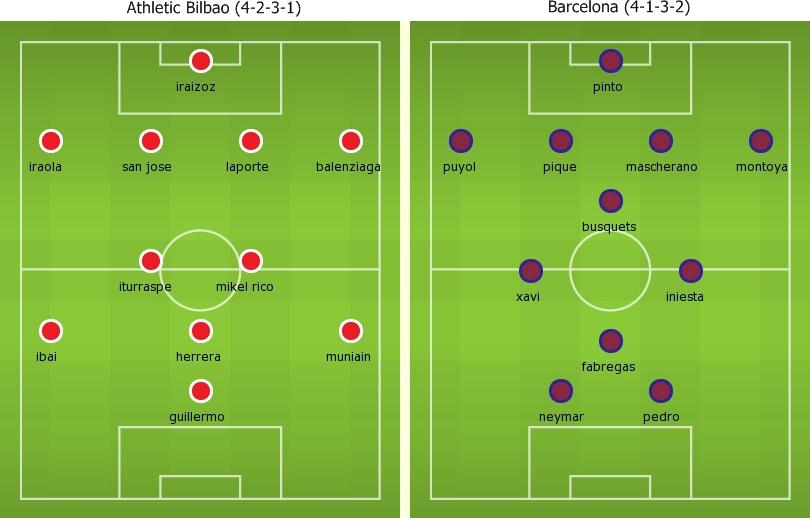 Athletic Bilbao (4-2-3-1)
iraizoz
iraola san jose laporte balenziaga
iturraspe mikel rico
ibai herrera muniain
guillermo
Barcelona (4-1-3-2)
pinto
puyol pique mascherano montoya
busquets
xavi iniesta
fabregas
neymar pedro